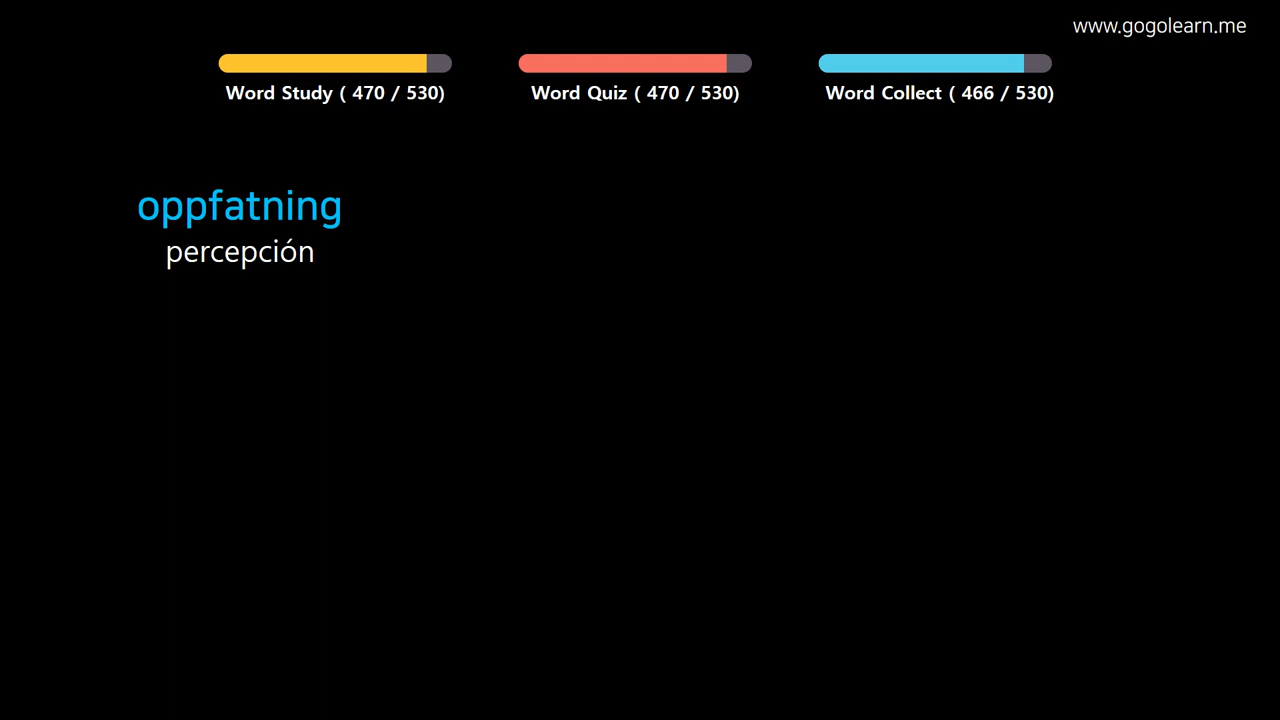 www.gogolearn.me
Word Study ( 470 / 530)
Word Quiz ( 470 / 530)
Word Collect ( 466 / 530)
oppfatning
percepción